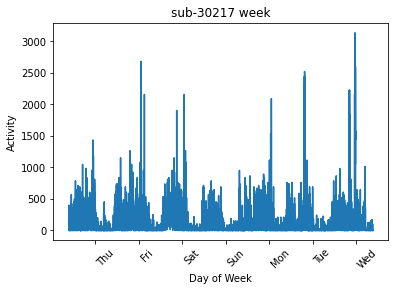 sub-30217 week
3000
2500
2000
1500
1000
500
0
Activity
Thu
Fri
Sat
Sun
Mon
Tue
Wed
Day of Week